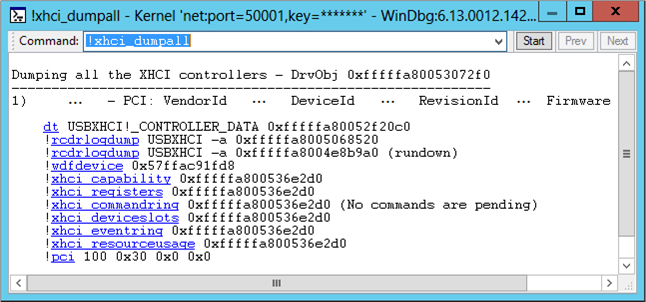 !xhci_dumpall - Kernel 'net:port=50001,key=*******' - WinDbg:6.13.0012.142...
Command: !xhci_dumpall Start Prev Next
Dumping all the XHCI controllers - DrvObj 0xfffffa80053072f0
1) ... - PCI: VendorId ... DeviceId ... RevisionId ... Firmware
dt USBXHCI!_CONTROLLER_DATA 0xfffffa80052f20c0
!rcdrlogdump USBXHCI -a 0xfffffa8005068520
!rcdrlogdump USBXHCI -a 0xfffffa8004e8b9a0 (rundown)
!wdfdevice 0x57ffac91fd8
!xhci_capability 0xfffffa800536e2d0
!xhci_registers 0xfffffa800536e2d0
!xhci_commandring 0xfffffa800536e2d0 (No commands are pending)
!xhci_deviceslots 0xfffffa800536e2d0
!xhci_eventring 0xfffffa800536e2d0
!xhci_resourceusage 0xfffffa800536e2d0
!pci 100 0x30 0x0 0x0